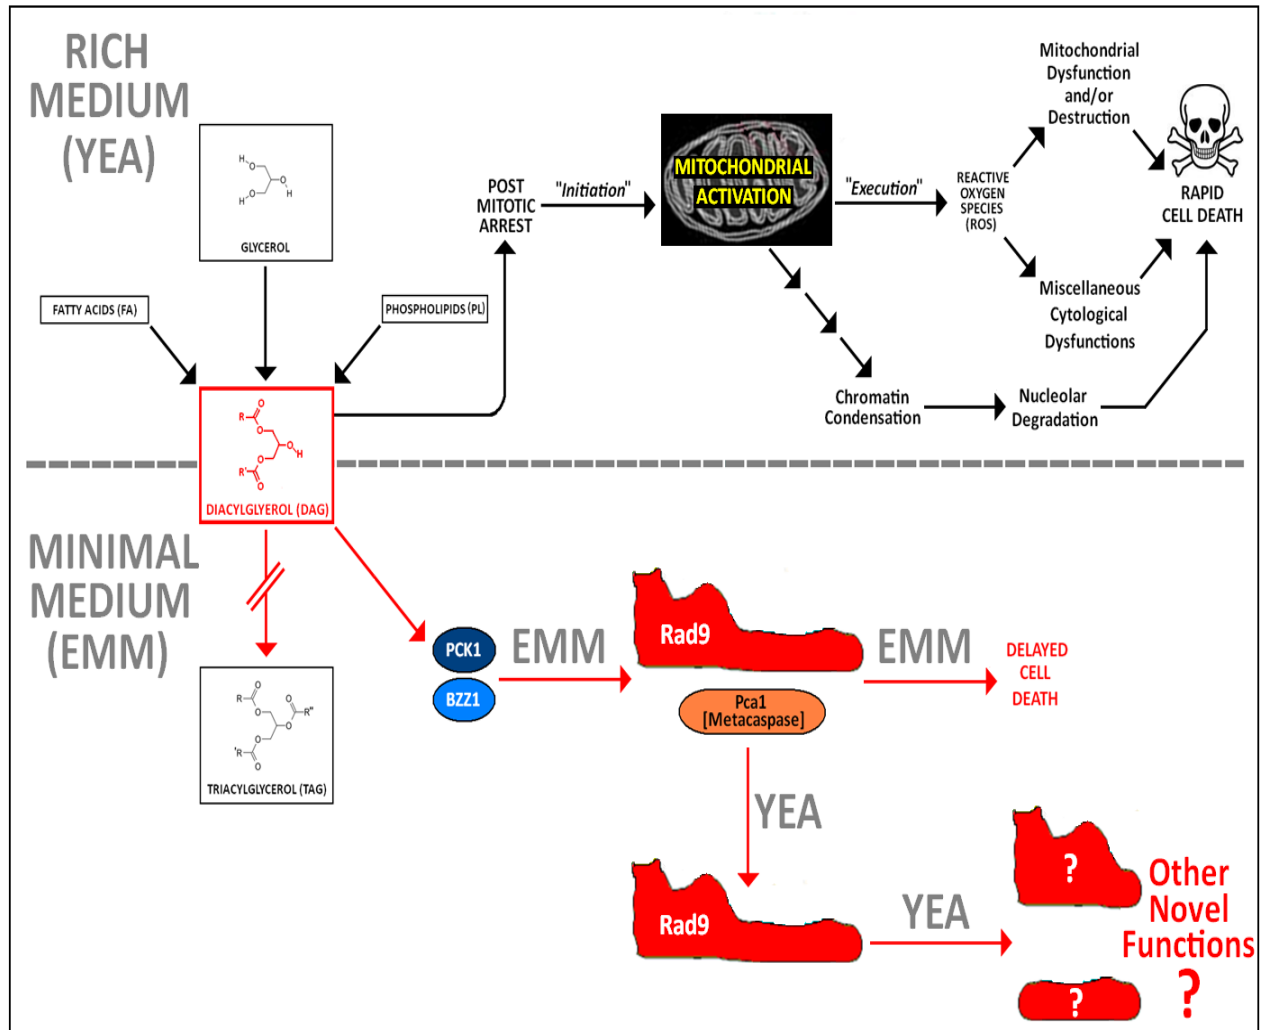 RICH
MEDIUM
(YEA)
H
O
O
H
H
O
GLYCEROL
FATTY ACIDS (FA)
PHOSPHOLIPIDS (PL)
POST
MITOTIC
ARREST
"Initiation"
MITOCHONDRIAL
ACTIVATION
"Execution"
REACTIVE
OXYGEN
SPECIES
(ROS)
Mitochondrial
Dysfunction
and/or
Destruction
RAPID
CELL DEATH
Miscellaneous
Cytological
Dysfunctions
Chromatin
Condensation
Nucleolar
Degradation
O
R
O
O
H
O
R'
O
DIACYLGLYEROL (DAG)
MINIMAL
MEDIUM
(EMM)
O
R
O
O
R"
O
O
'R
O
TRIACYLGLYCEROL (TAG)
PCK1
BZZ1
EMM
Rad9
Pca1
[Metacaspase]
EMM
DELAYED
CELL
DEATH
YEA
Rad9
YEA
?
?
Other
Novel
Functions
?